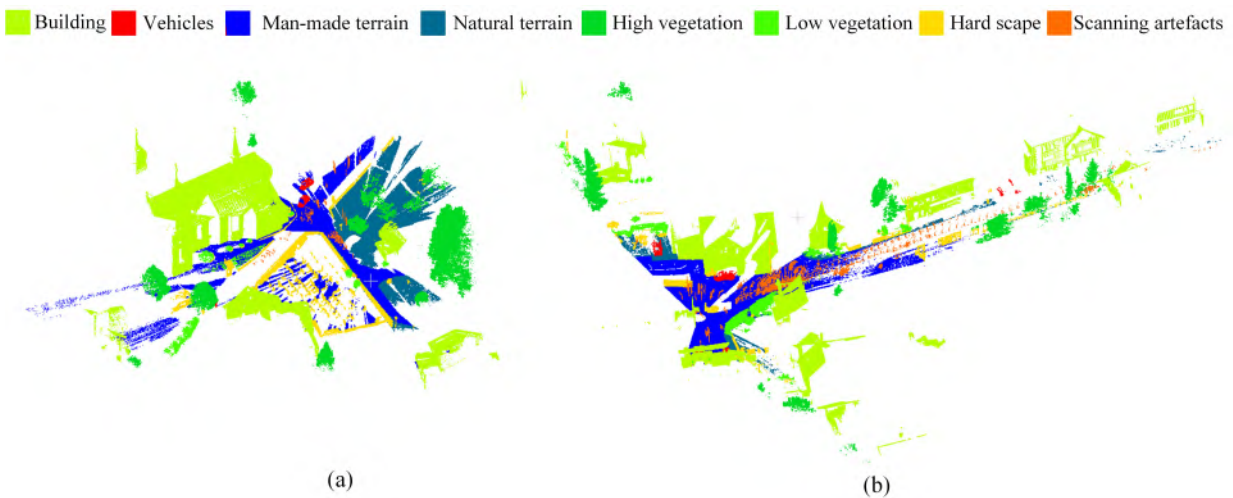 Building Vehicles Man-made terrain Natural terrain High vegetation Low vegetation Hard scape Scanning artefacts
(a)
(b)